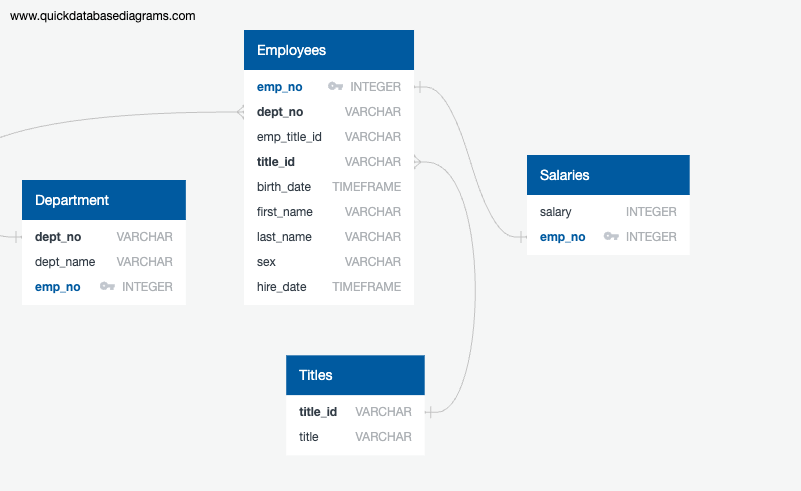 www.quickdatabasediagrams.com
Employees
emp_no INTEGER
dept_no VARCHAR
emp_title_id VARCHAR
title_id VARCHAR
birth_date TIMEFRAME
first_name VARCHAR
last_name VARCHAR
sex VARCHAR
hire_date TIMEFRAME
Department
dept_no VARCHAR
dept_name VARCHAR
emp_no INTEGER
Salaries
salary INTEGER
emp_no INTEGER
Titles
title_id VARCHAR
title VARCHAR